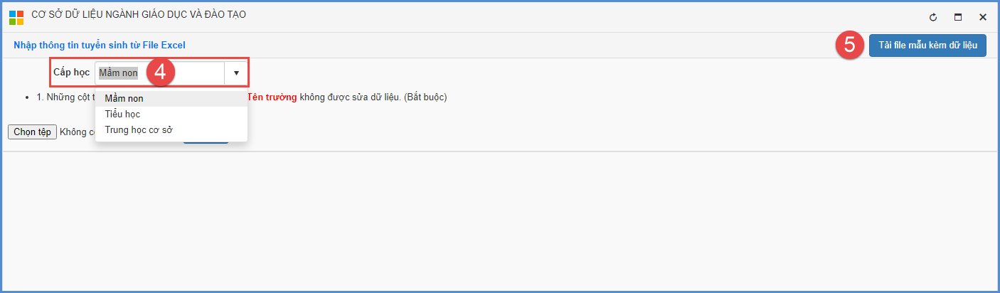 CƠ SỞ DỮ LIỆU NGÀNH GIÁO DỤC VÀ ĐÀO TẠO
Nhập thông tin tuyển sinh từ File Excel
5 Tải file mẫu kèm dữ liệu
Cấp học Mầm non 4
1. Những cột Tên trường không được sửa dữ liệu. (Bắt buộc)
Mầm non
Tiểu học
Trung học cơ sở
Chọn tệp Không